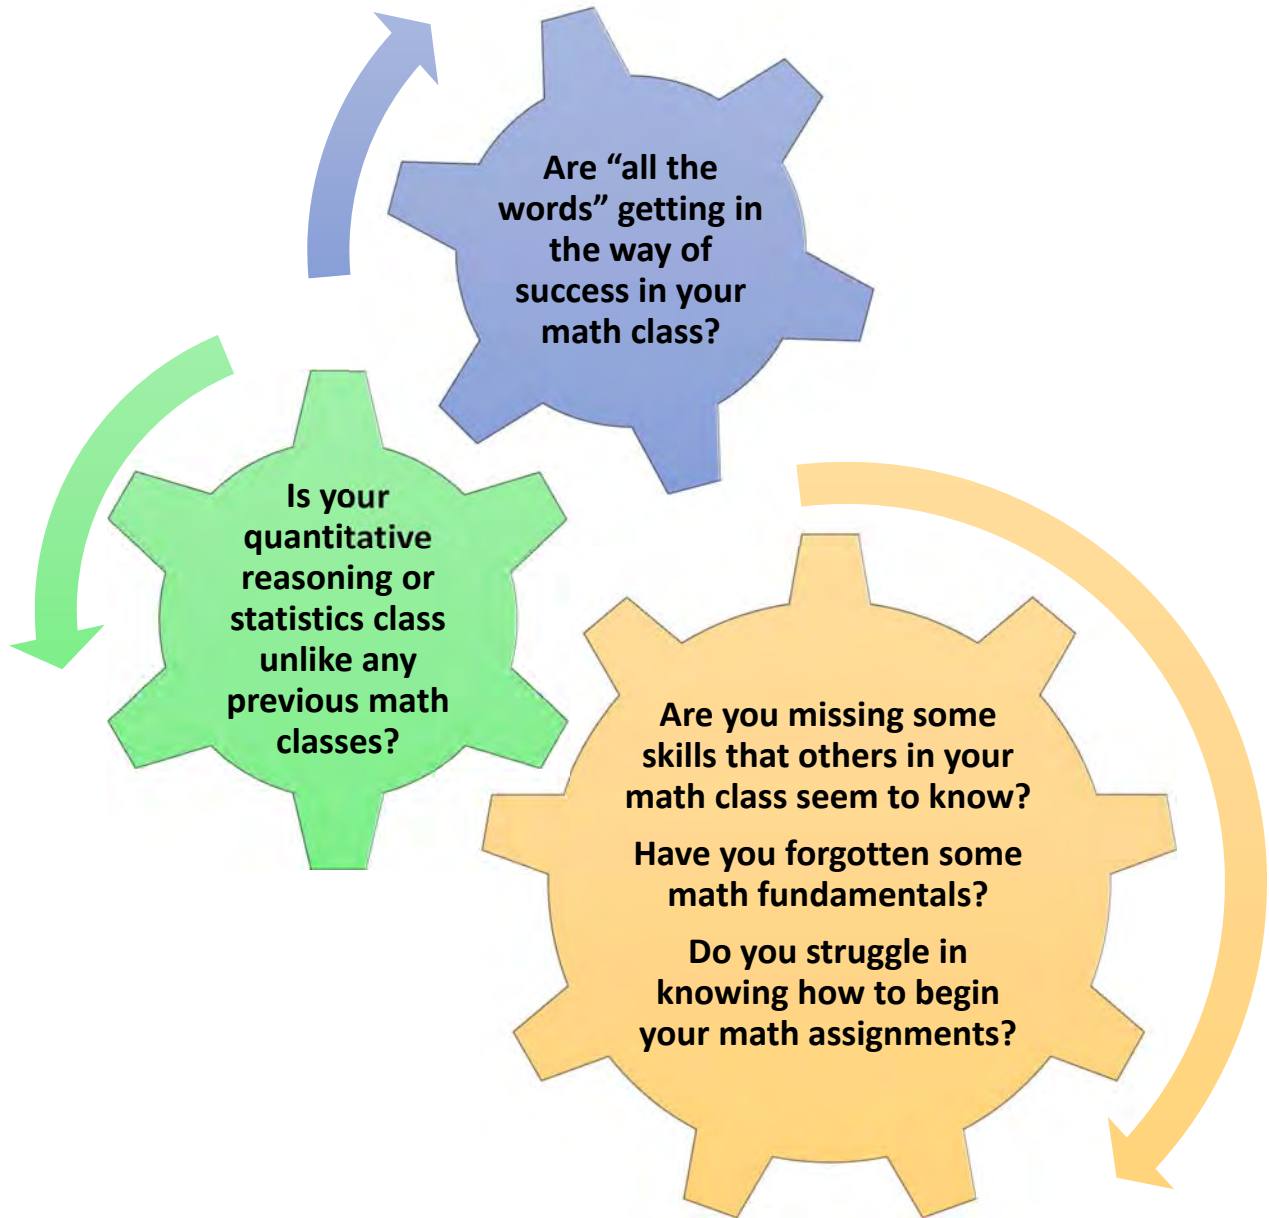 Are “all the
words” getting in
the way of
success in your
math class?
Is your
quantitative
reasoning or
statistics class
unlike any
previous math
classes?
Are you missing some
skills that others in your
math class seem to know?
Have you forgotten some
math fundamentals?
Do you struggle in
knowing how to begin
your math assignments?